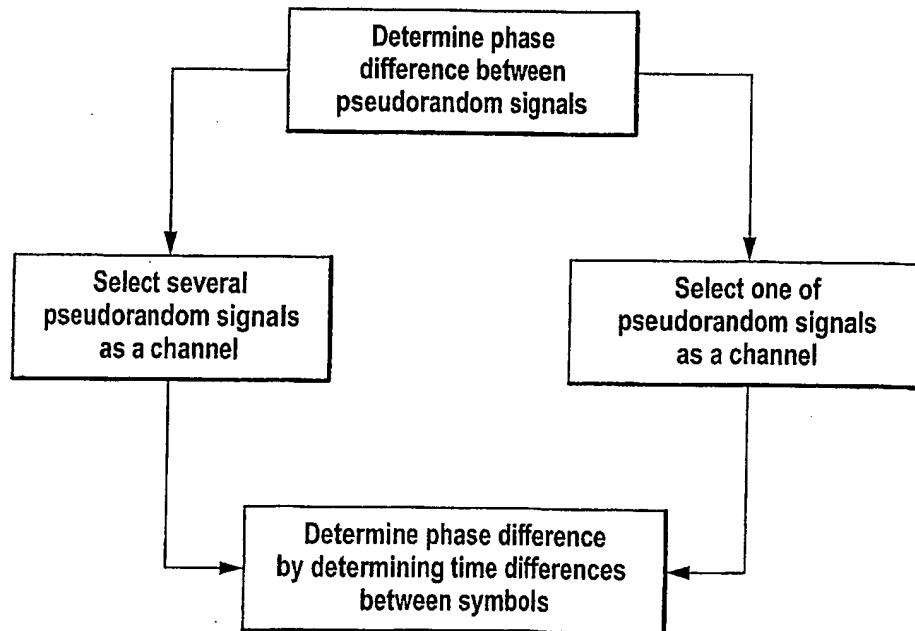 Determine phase
difference between
pseudorandom signals
Select several
pseudorandom signals
as a channel
Select one of
pseudorandom signals
as a channel
Determine phase difference
by determining time differences
between symbols